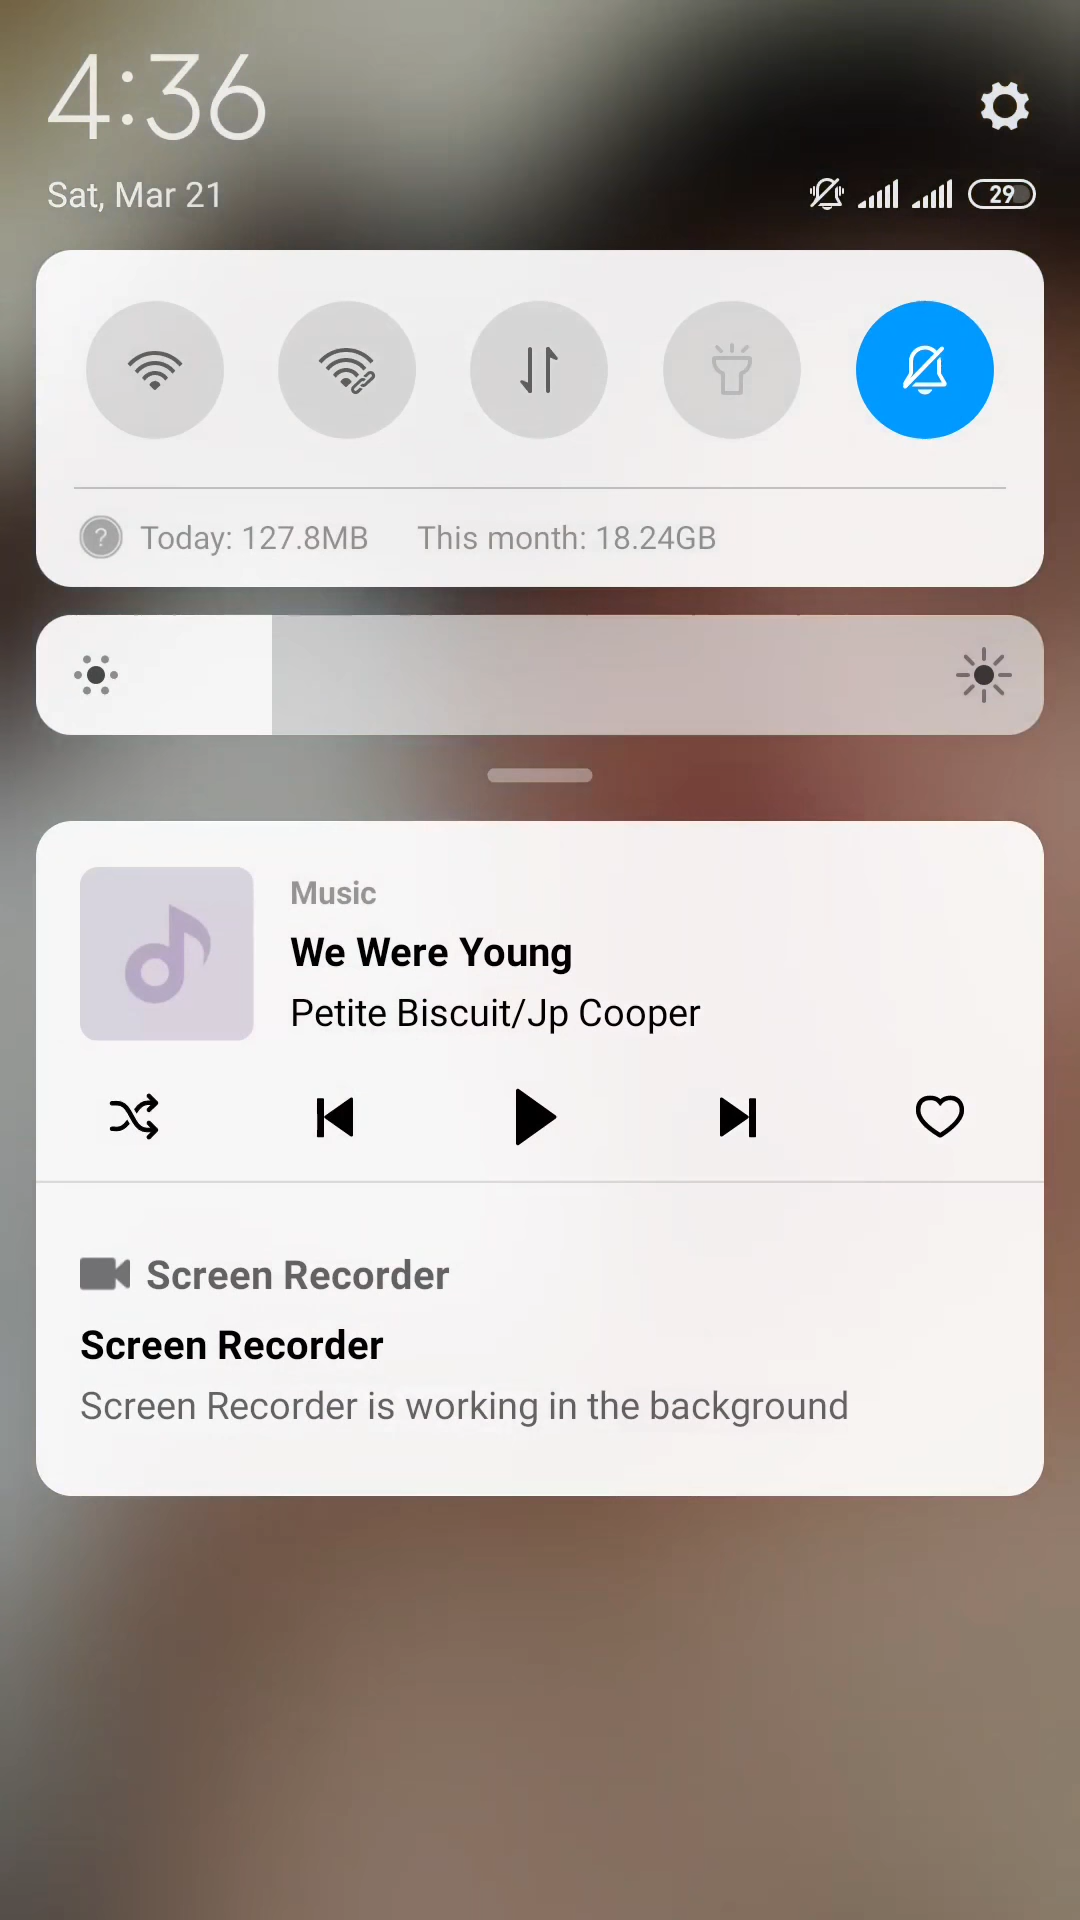 4:36
Sat, Mar 21
29
? Today: 127.8MB This month: 18.24GB
Music
We Were Young
Petite Biscuit/Jp Cooper
Screen Recorder
Screen Recorder
Screen Recorder is working in the background